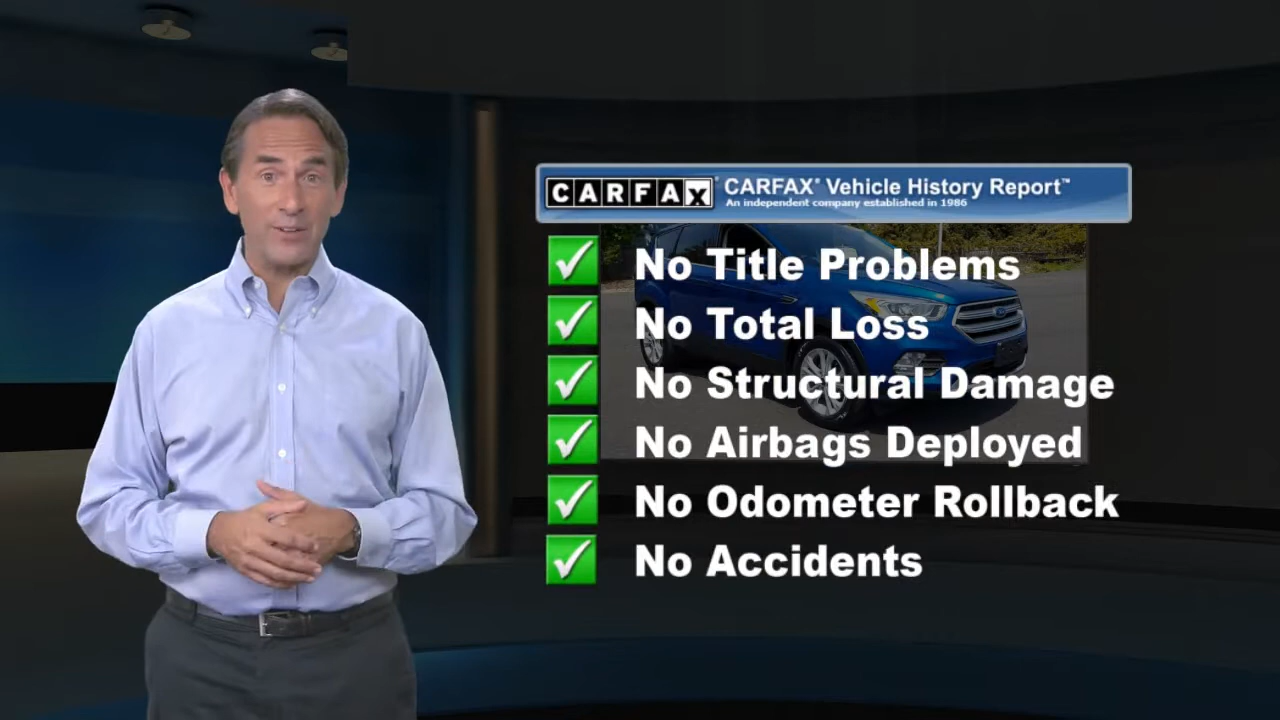 CARFAX® CARFAX® Vehicle History Report™
An independent company established in 1986
No Title Problems
No Total Loss
No Structural Damage
No Airbags Deployed
No Odometer Rollback
No Accidents